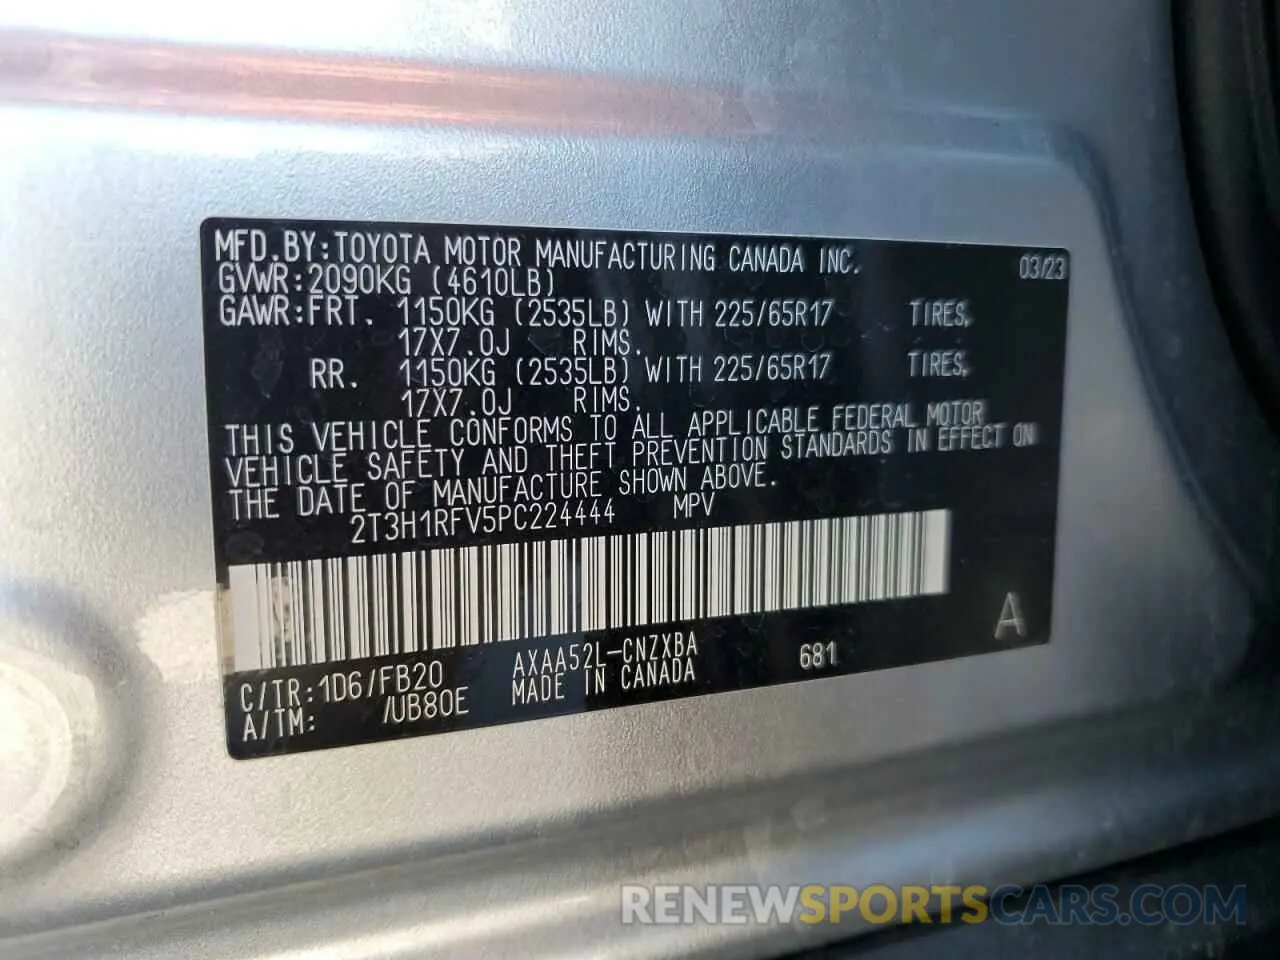 MFD.BY:TOYOTA MOTOR MANUFACTURING CANADA INC. 03/23
GVWR:2090KG (4610LB)
GAWR:FRT. 1150KG (2535LB) WITH 225/65R17 TIRES,
17X7.0J RIMS.
RR. 1150KG (2535LB) WITH 225/65R17 TIRES,
17X7.0J RIMS.
THIS VEHICLE CONFORMS TO ALL APPLICABLE FEDERAL MOTOR
VEHICLE SAFETY AND THEFT PREVENTION STANDARDS IN EFFECT ON
THE DATE OF MANUFACTURE SHOWN ABOVE.
2T3H1RFV5PC224444 MPV
A
C/TR:1D6/FB20 AXAA52L-CNZXBA 681
A/TM: /UB80E MADE IN CANADA
RENEWSPORTSCARS.COM